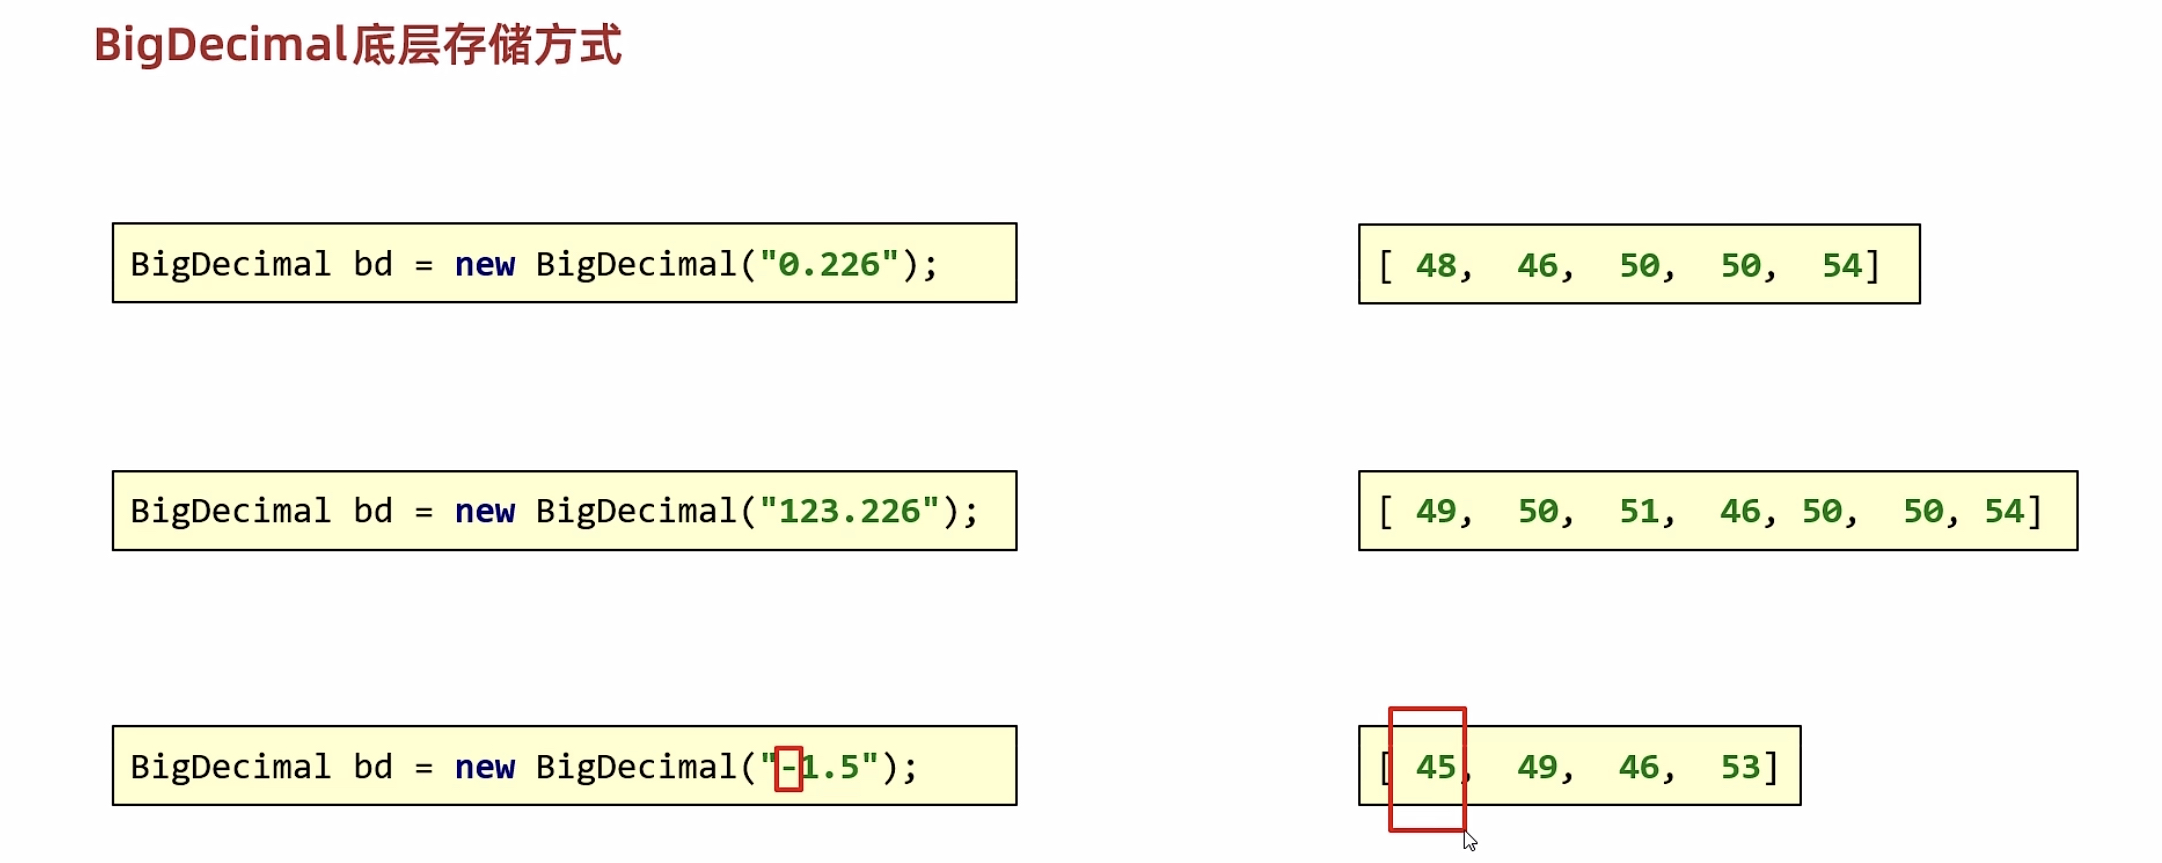 BigDecimal底层存储方式
BigDecimal bd = new BigDecimal("0.226");
[ 48, 46, 50, 50, 54]
BigDecimal bd = new BigDecimal("123.226");
[ 49, 50, 51, 46, 50, 50, 54]
BigDecimal bd = new BigDecimal("-1.5");
[ 45, 49, 46, 53]